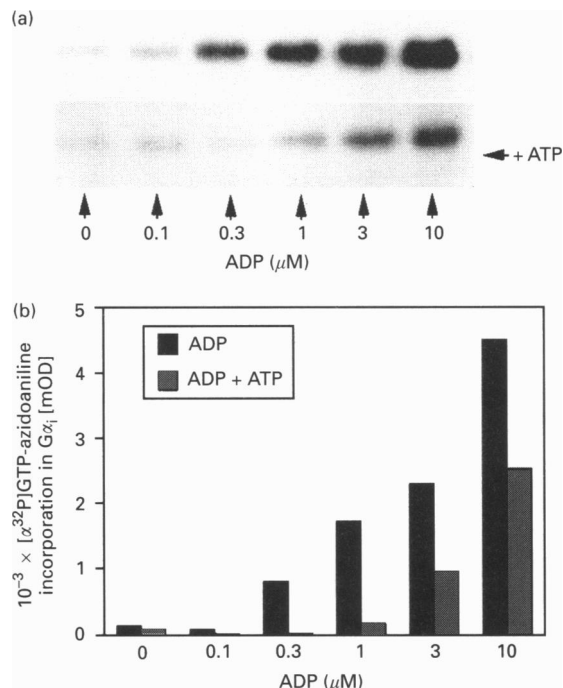 (a)
+ ATP
0 0.1 0.3 1 3 10
ADP (μM)
(b)
10⁻³ × [α³²P]GTP-azidoaniline
incorporation in Gαᵢ [mOD]
5
4
3
2
1
0
ADP
ADP + ATP
0 0.1 0.3 1 3 10
ADP (μM)